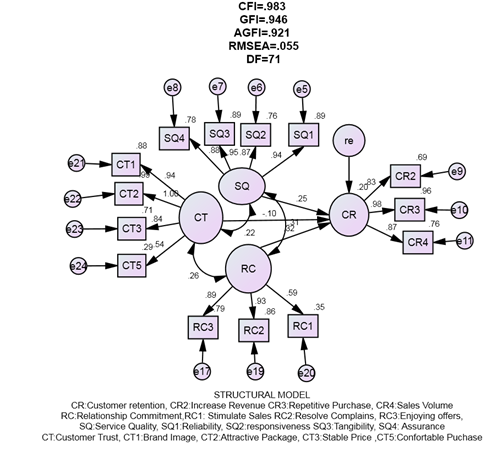 CFI=.983
GFI=.946
AGFI=.921
RMSEA=.055
DF=71
e8
e7
e6
e5
.78
.89
.76
.89
SQ4
SQ3
SQ2
SQ1
.88
.95
.87
.94
re
e21
.88
CT1
.94
SQ
.25
.20
.83
CR2
.69
e9
e22
CT2
1.00
CT
-.10
CR
.98
CR3
.96
e10
e23
.71
CT3
.84
.22
.31
.32
.87
CR4
.76
e11
e24
.29
CT5
.54
.26
RC
.89
.93
.59
.79
.86
.35
RC3
RC2
RC1
e17
e19
e20
STRUCTURAL MODEL
CR:Customer retention, CR2:Increase Revenue CR3:Repetitive Purchase, CR4:Sales Volume
RC:Relationship Commitment,RC1: Stimulate Sales RC2:Resolve Complains, RC3:Enjoying offers,
SQ:Service Quality, SQ1:Reliability, SQ2:responsiveness SQ3:Tangibility, SQ4: Assurance
CT:Customer Trust, CT1:Brand Image, CT2:Attractive Package, CT3:Stable Price ,CT5:Confortable Puchase